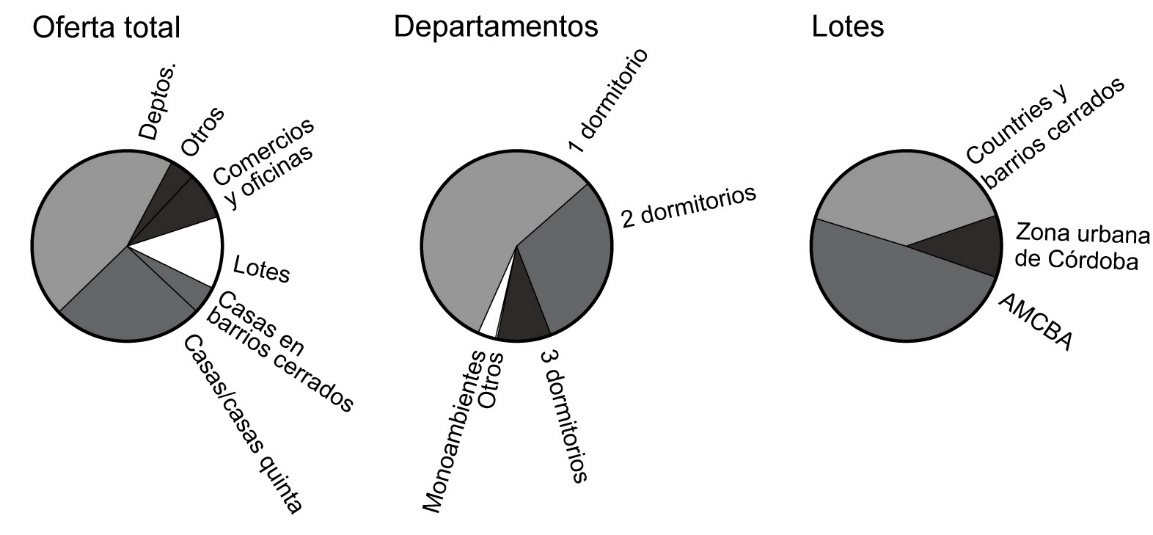 Oferta total
Deptos.
Otros
Comercios
y oficinas
Lotes
Casas en
barrios cerrados
Casas/casas quinta
Departamentos
1 dormitorio
2 dormitorios
3 dormitorios
Otros
Monoambientes
Lotes
Countries y
barrios cerrados
Zona urbana
de Córdoba
AMCBA